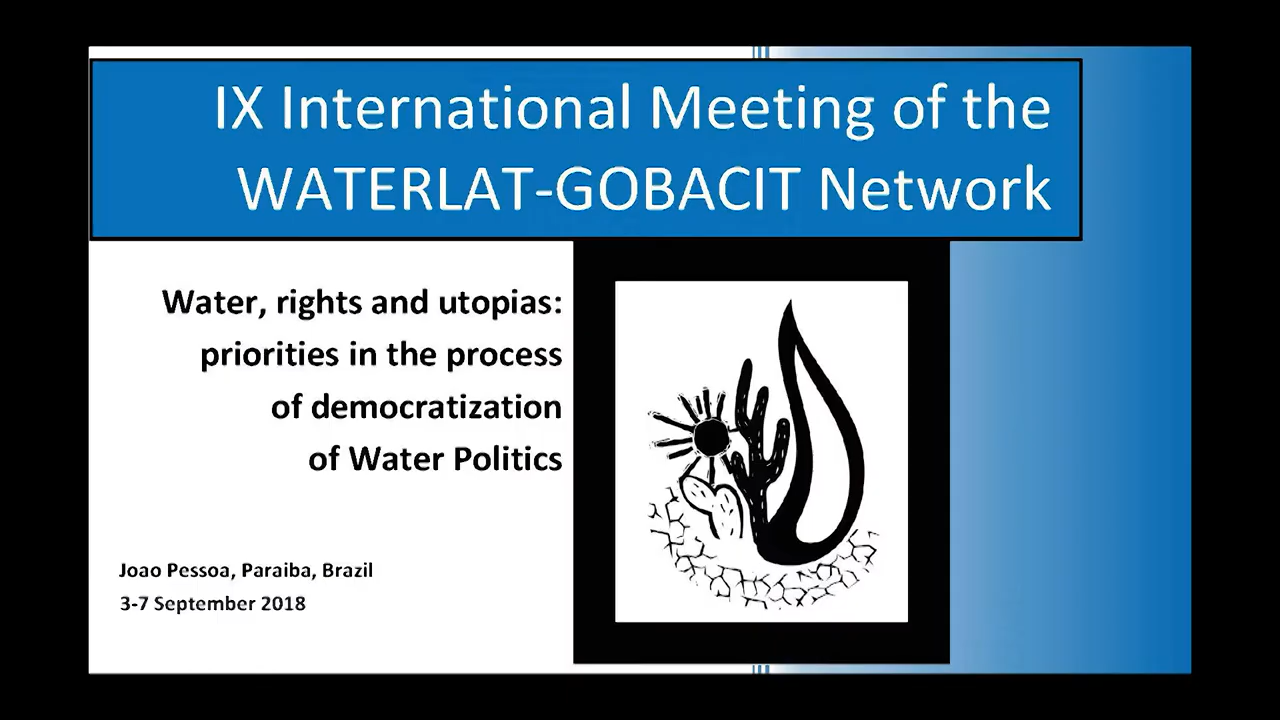 IX International Meeting of the
WATERLAT-GOBACIT Network
Water, rights and utopias:
priorities in the process
of democratization
of Water Politics
Joao Pessoa, Paraiba, Brazil
3-7 September 2018